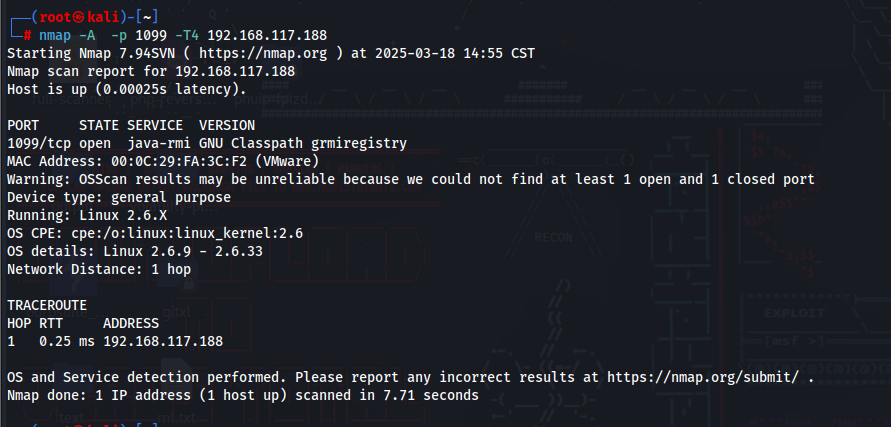 ┌──(root㉿kali)-[~]
└─# nmap -A  -p 1099 -T4 192.168.117.188
Starting Nmap 7.94SVN ( https://nmap.org ) at 2025-03-18 14:55 CST
Nmap scan report for 192.168.117.188
Host is up (0.00025s latency).
PORT     STATE SERVICE  VERSION
1099/tcp open  java-rmi GNU Classpath grmiregistry
MAC Address: 00:0C:29:FA:3C:F2 (VMware)
Warning: OSScan results may be unreliable because we could not find at least 1 open and 1 closed port
Device type: general purpose
Running: Linux 2.6.X
OS CPE: cpe:/o:linux:linux_kernel:2.6
OS details: Linux 2.6.9 - 2.6.33
Network Distance: 1 hop
RECON
TRACEROUTE
HOP RTT     ADDRESS
1   0.25 ms 192.168.117.188
EXPLOIT
[msf >]
OS and Service detection performed. Please report any incorrect results at https://nmap.org/submit/ .
Nmap done: 1 IP address (1 host up) scanned in 7.71 seconds